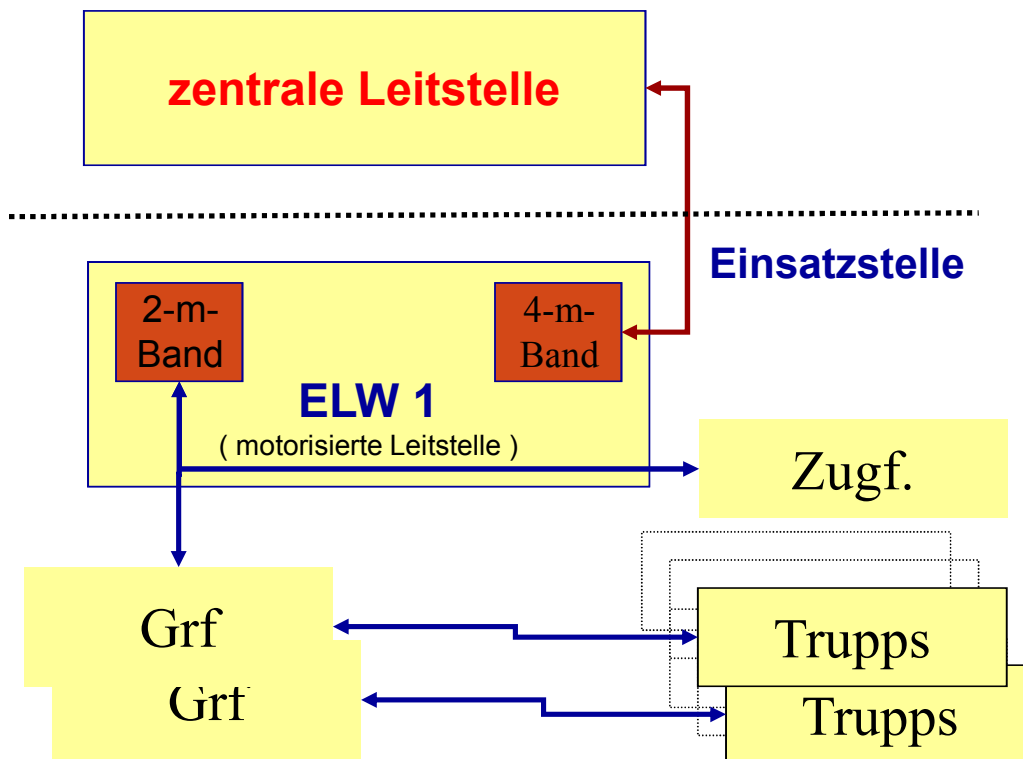 zentrale Leitstelle
Einsatzstelle
2-m-
Band
4-m-
Band
ELW 1
( motorisierte Leitstelle )
Zugf.
Grf
Trupps
Grf
Trupps